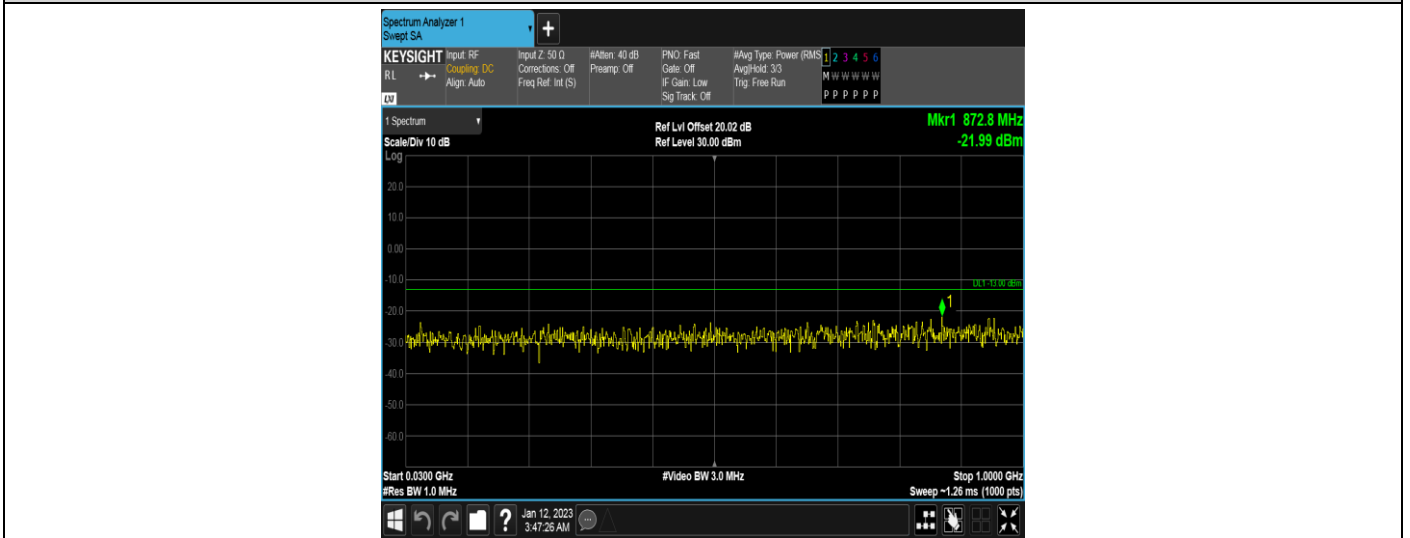 Spectrum Analyzer 1
Swept SA
+
KEYSIGHT
RL
LXI
Input: RF
Coupling: DC
Align: Auto
Input Z: 50 Ω
Corrections: Off
Freq Ref: Int (S)
#Atten: 40 dB
Preamp: Off
PNO: Fast
Gate: Off
IF Gain: Low
Sig Track: Off
#Avg Type: Power (RMS
Avg|Hold: 3/3
Trig: Free Run
1 2 3 4 5 6
M W W W W W
P P P P P P
1 Spectrum
Scale/Div 10 dB
Ref Lvl Offset 20.02 dB
Ref Level 30.00 dBm
Mkr1 872.8 MHz
-21.99 dBm
Log
20.0
10.0
0.00
-10.0
DL1 -13.00 dBm
1
-20.0
-30.0
-40.0
-50.0
-60.0
Start 0.0300 GHz
#Res BW 1.0 MHz
#Video BW 3.0 MHz
Stop 1.0000 GHz
Sweep ~1.26 ms (1000 pts)
?
Jan 12, 2023
3:47:26 AM